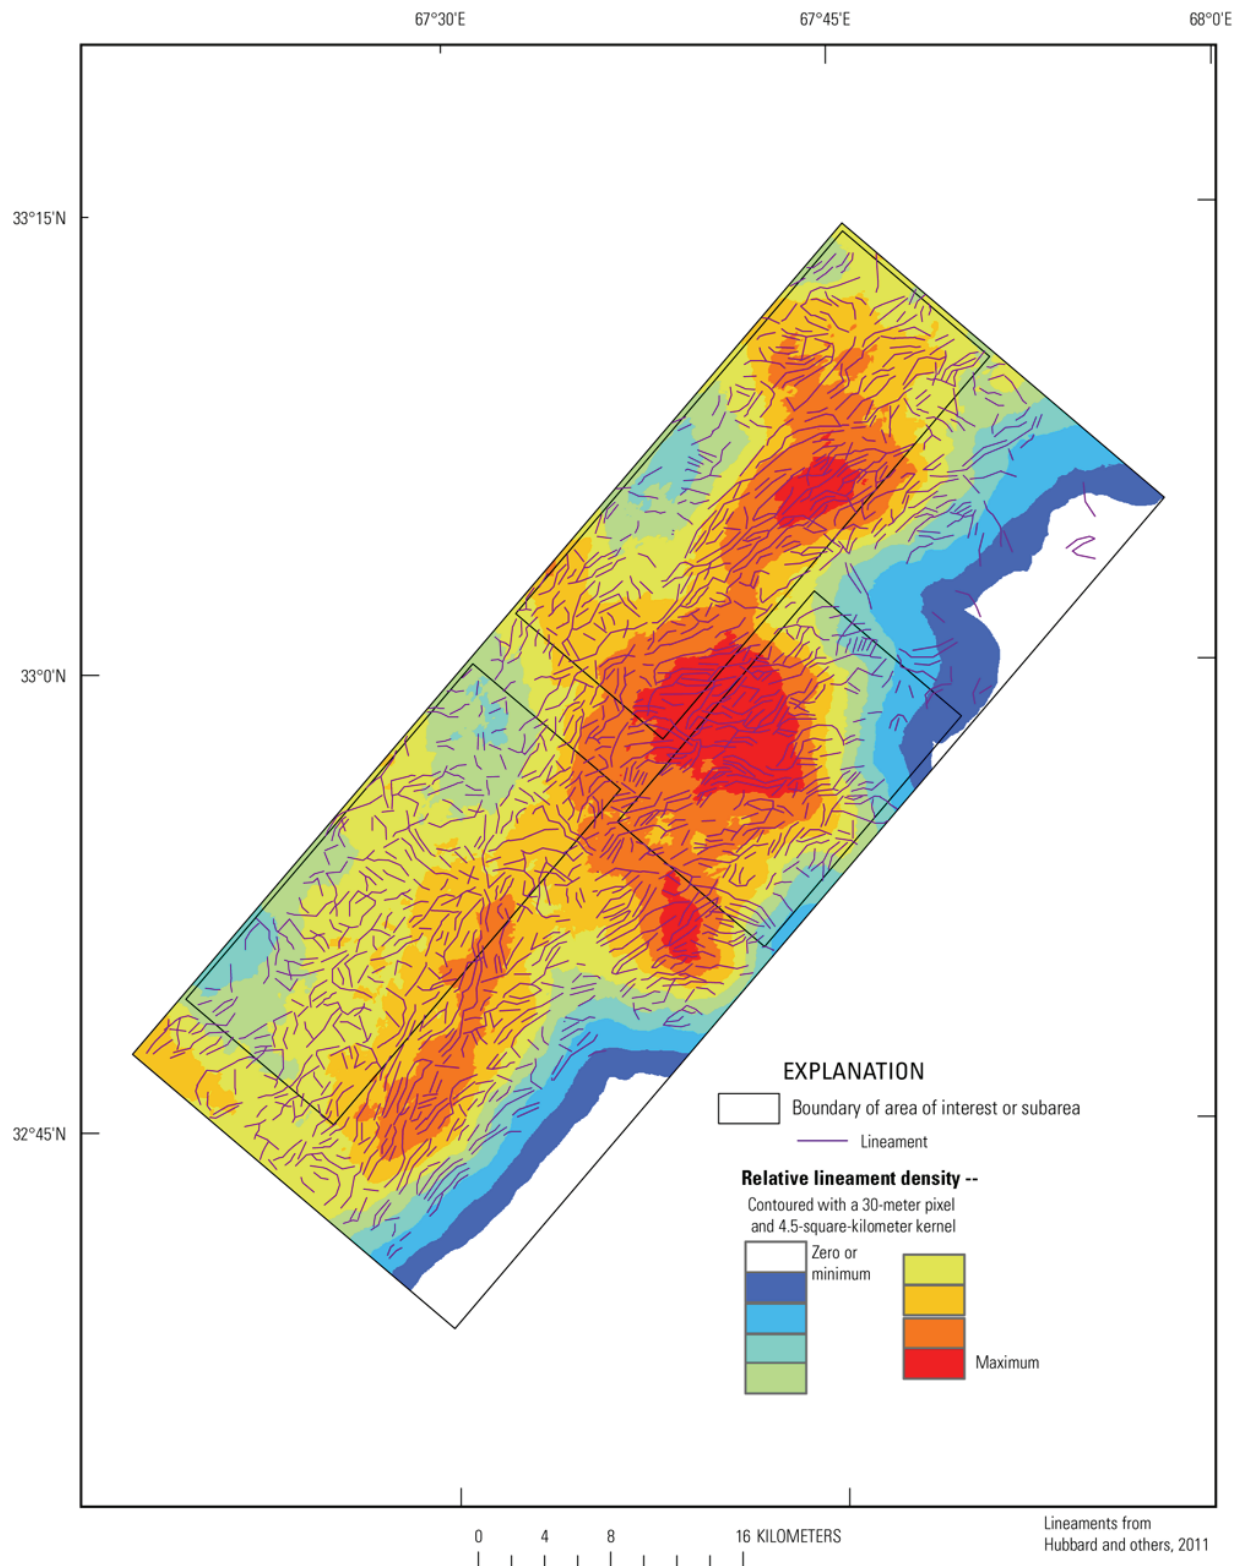 67°30'E
67°45'E
68°0'E
33°15'N
33°0'N
32°45'N
EXPLANATION
Boundary of area of interest or subarea
Lineament
Relative lineament density --
Contoured with a 30-meter pixel
and 4.5-square-kilometer kernel
Zero or
minimum
Maximum
0 4 8 16 KILOMETERS
Lineaments from
Hubbard and others, 2011